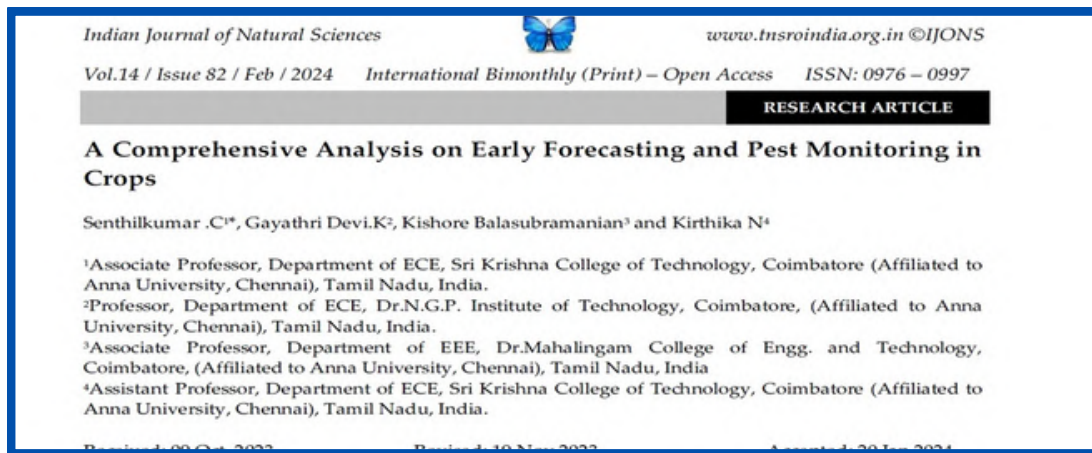 Indian Journal of Natural Sciences www.tnsroindia.org.in ©IJONS
Vol.14 / Issue 82 / Feb / 2024 International Bimonthly (Print) – Open Access ISSN: 0976 – 0997
RESEARCH ARTICLE
A Comprehensive Analysis on Early Forecasting and Pest Monitoring in
Crops
Senthilkumar .C¹*, Gayathri Devi.K², Kishore Balasubramanian³ and Kirthika N⁴
¹Associate Professor, Department of ECE, Sri Krishna College of Technology, Coimbatore (Affiliated to
Anna University, Chennai), Tamil Nadu, India.
²Professor, Department of ECE, Dr.N.G.P. Institute of Technology, Coimbatore, (Affiliated to Anna
University, Chennai), Tamil Nadu, India.
³Associate Professor, Department of EEE, Dr.Mahalingam College of Engg. and Technology,
Coimbatore, (Affiliated to Anna University, Chennai), Tamil Nadu, India
⁴Assistant Professor, Department of ECE, Sri Krishna College of Technology, Coimbatore (Affiliated to
Anna University, Chennai), Tamil Nadu, India.